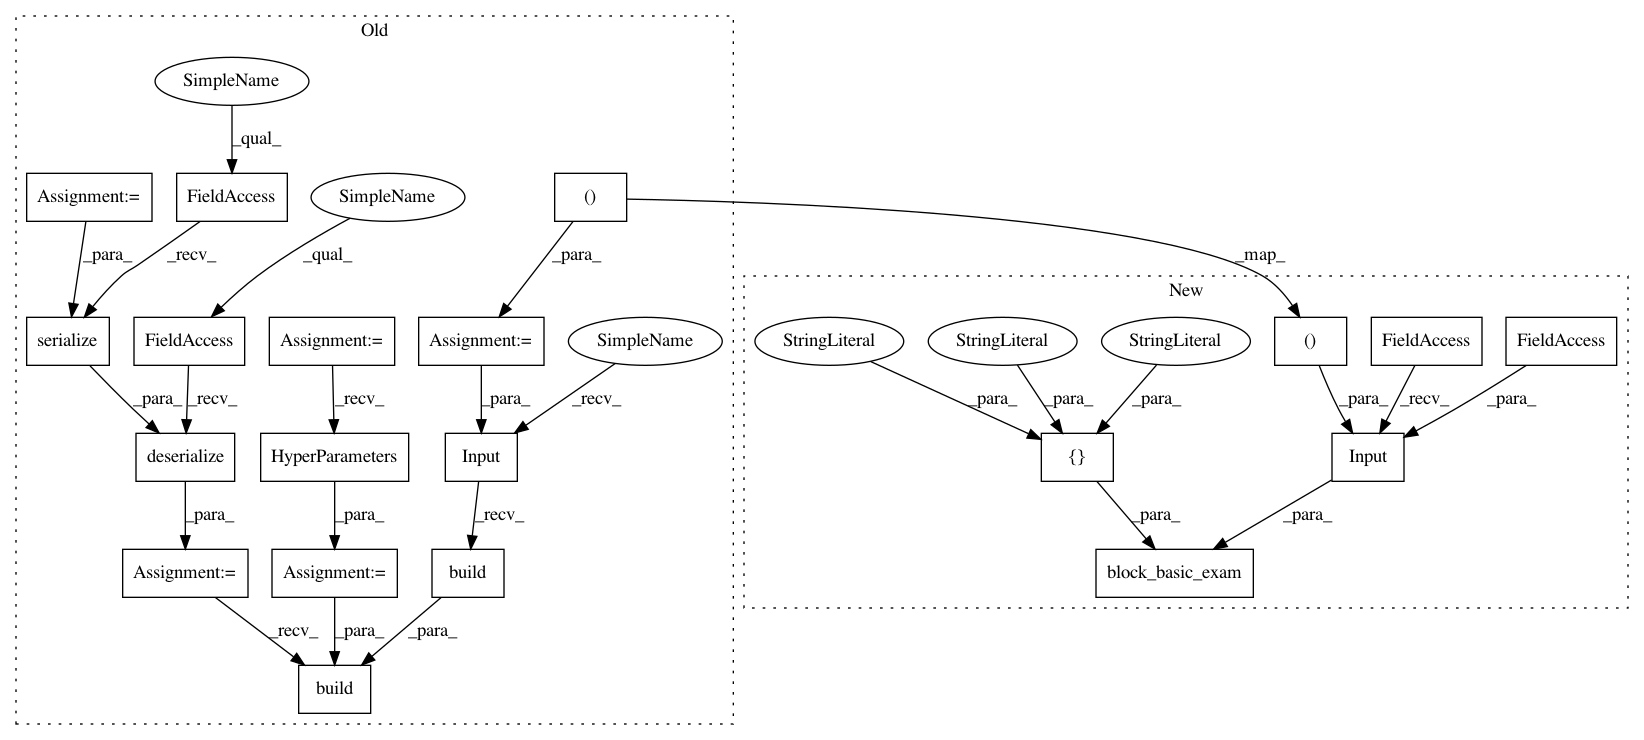 Old
SimpleName
_qual_
Assignment:=
FieldAccess
SimpleName
()
_para_
_recv_
_qual_
_para_
_map_
New
serialize
FieldAccess
Assignment:=
Assignment:=
SimpleName
StringLiteral
StringLiteral
StringLiteral
()
FieldAccess
FieldAccess
_para_
_recv_
_recv_
_para_
_recv_
_para_
_para_
_para_
_para_
_recv_
_para_
deserialize
HyperParameters
Input
{}
Input
_para_
_para_
_recv_
_para_
_para_
Assignment:=
Assignment:=
build
block_basic_exam
_recv_
_para_
_para_
build